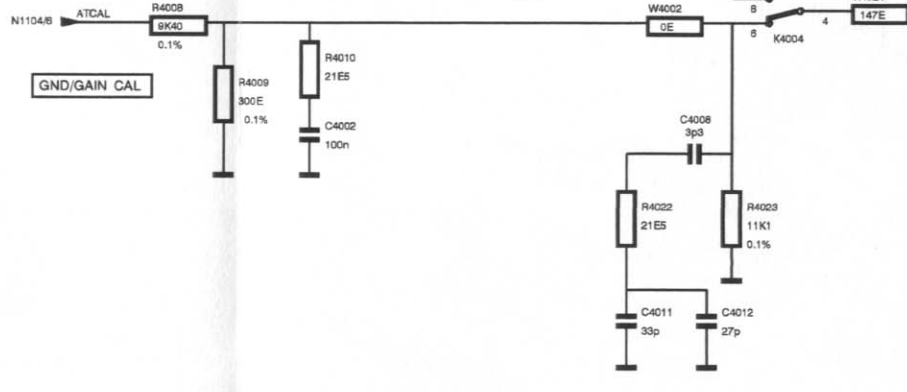 R4008
N1104/6
ATCAL
9K40
0.1%
GND/GAIN CAL
R4009
300E
0.1%
R4010
21E5
C4002
100n
W4002
0E
8
6
4
K4004
147E
C4008
3p3
R4022
21E5
R4023
11K1
0.1%
C4011
33p
C4012
27p